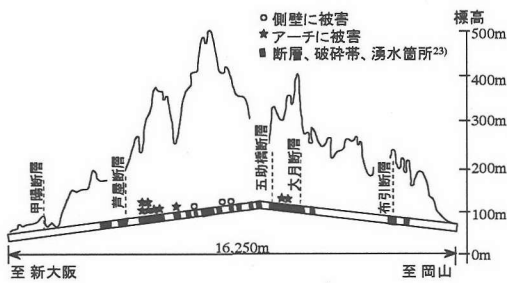 ○ 側壁に被害
★ アーチに被害
■ 断層、破砕帯、湧水箇所23)
標高
500m
400m
300m
200m
100m
0m
甲陽断層
芦屋断層
五助橋断層
大月断層
布引断層
16,250m
至 新大阪
至 岡山